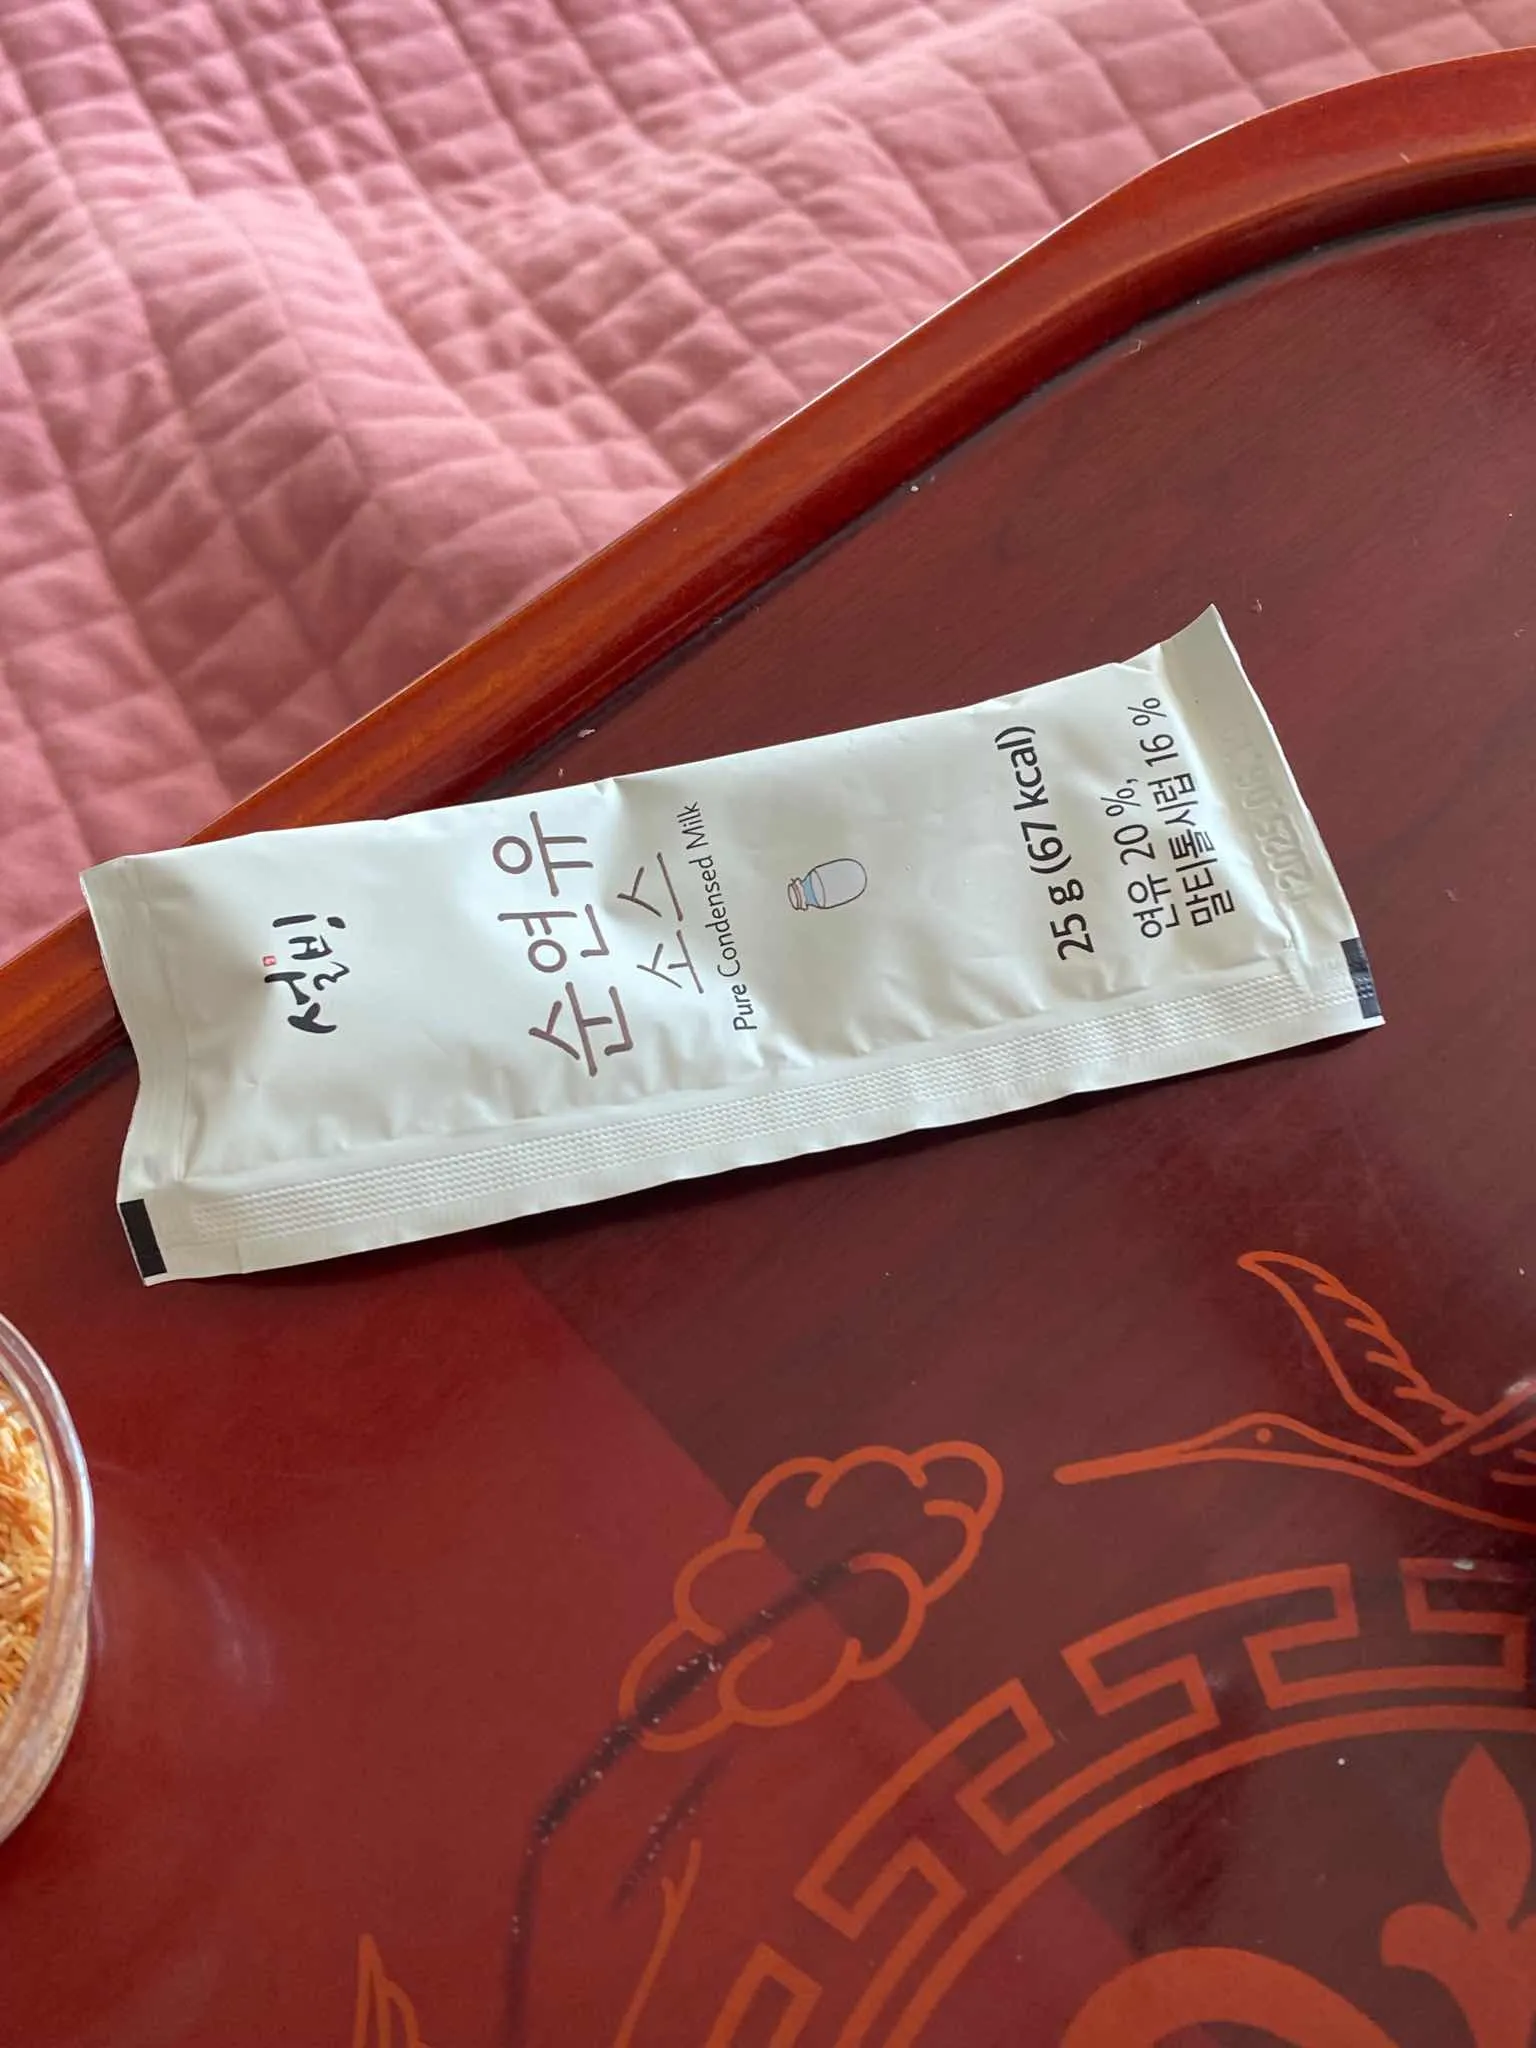 설빙
순연유
소스
Pure Condensed Milk
25 g (67 kcal)
연유 20 %,
말티톨시럽 16 %